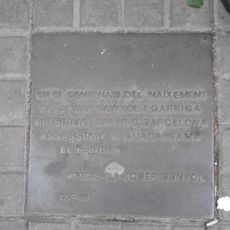 EN EL CENTENARI DEL NAIXEMENT
DE JOSEP SUNYOL I GARRIGA
PRESIDENT DEL F.C. BARCELONA
ASSASSINAT A GUADARRAMA
EL 6-8-19
AMICS DE JOSEP SUNYOL